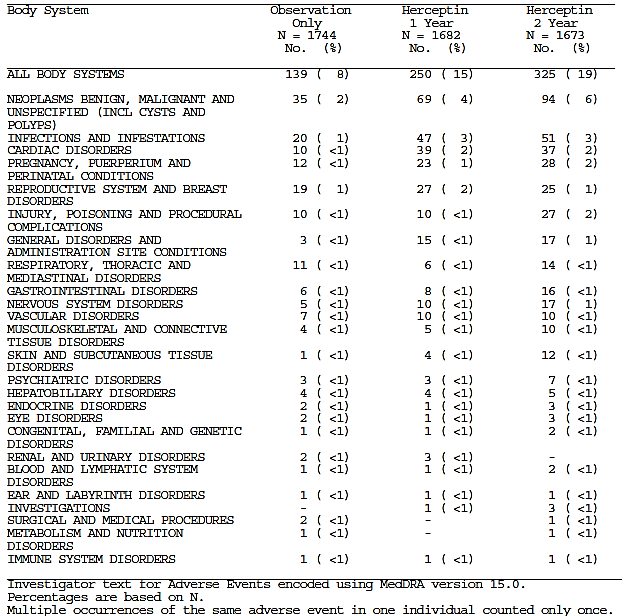 Body System Observation Herceptin Herceptin
Only 1 Year 2 Year
N = 1744 N = 1682 N = 1673
No. (%) No. (%) No. (%)
ALL BODY SYSTEMS 139 ( 8) 250 ( 15) 325 ( 19)
NEOPLASMS BENIGN, MALIGNANT AND 35 ( 2) 69 ( 4) 94 ( 6)
UNSPECIFIED (INCL CYSTS AND
POLYPS)
INFECTIONS AND INFESTATIONS 20 ( 1) 47 ( 3) 51 ( 3)
CARDIAC DISORDERS 10 ( <1) 39 ( 2) 37 ( 2)
PREGNANCY, PUERPERIUM AND 12 ( <1) 23 ( 1) 28 ( 2)
PERINATAL CONDITIONS
REPRODUCTIVE SYSTEM AND BREAST 19 ( 1) 27 ( 2) 25 ( 1)
DISORDERS
INJURY, POISONING AND PROCEDURAL 10 ( <1) 10 ( <1) 27 ( 2)
COMPLICATIONS
GENERAL DISORDERS AND 3 ( <1) 15 ( <1) 17 ( 1)
ADMINISTRATION SITE CONDITIONS
RESPIRATORY, THORACIC AND 11 ( <1) 6 ( <1) 14 ( <1)
MEDIASTINAL DISORDERS
GASTROINTESTINAL DISORDERS 6 ( <1) 8 ( <1) 16 ( <1)
NERVOUS SYSTEM DISORDERS 5 ( <1) 10 ( <1) 17 ( 1)
VASCULAR DISORDERS 7 ( <1) 10 ( <1) 10 ( <1)
MUSCULOSKELETAL AND CONNECTIVE 4 ( <1) 5 ( <1) 10 ( <1)
TISSUE DISORDERS
SKIN AND SUBCUTANEOUS TISSUE 1 ( <1) 4 ( <1) 12 ( <1)
DISORDERS
PSYCHIATRIC DISORDERS 3 ( <1) 3 ( <1) 7 ( <1)
HEPATOBILIARY DISORDERS 4 ( <1) 4 ( <1) 5 ( <1)
ENDOCRINE DISORDERS 2 ( <1) 1 ( <1) 3 ( <1)
EYE DISORDERS 2 ( <1) 1 ( <1) 3 ( <1)
CONGENITAL, FAMILIAL AND GENETIC 1 ( <1) 1 ( <1) 2 ( <1)
DISORDERS
RENAL AND URINARY DISORDERS 2 ( <1) 3 ( <1) -
BLOOD AND LYMPHATIC SYSTEM 1 ( <1) 1 ( <1) 2 ( <1)
DISORDERS
EAR AND LABYRINTH DISORDERS 1 ( <1) 1 ( <1) 1 ( <1)
INVESTIGATIONS - 1 ( <1) 3 ( <1)
SURGICAL AND MEDICAL PROCEDURES 2 ( <1) - 1 ( <1)
METABOLISM AND NUTRITION 1 ( <1) - 1 ( <1)
DISORDERS
IMMUNE SYSTEM DISORDERS 1 ( <1) 1 ( <1) 1 ( <1)
Investigator text for Adverse Events encoded using MedDRA version 15.0.
Percentages are based on N.
Multiple occurrences of the same adverse event in one individual counted only once.